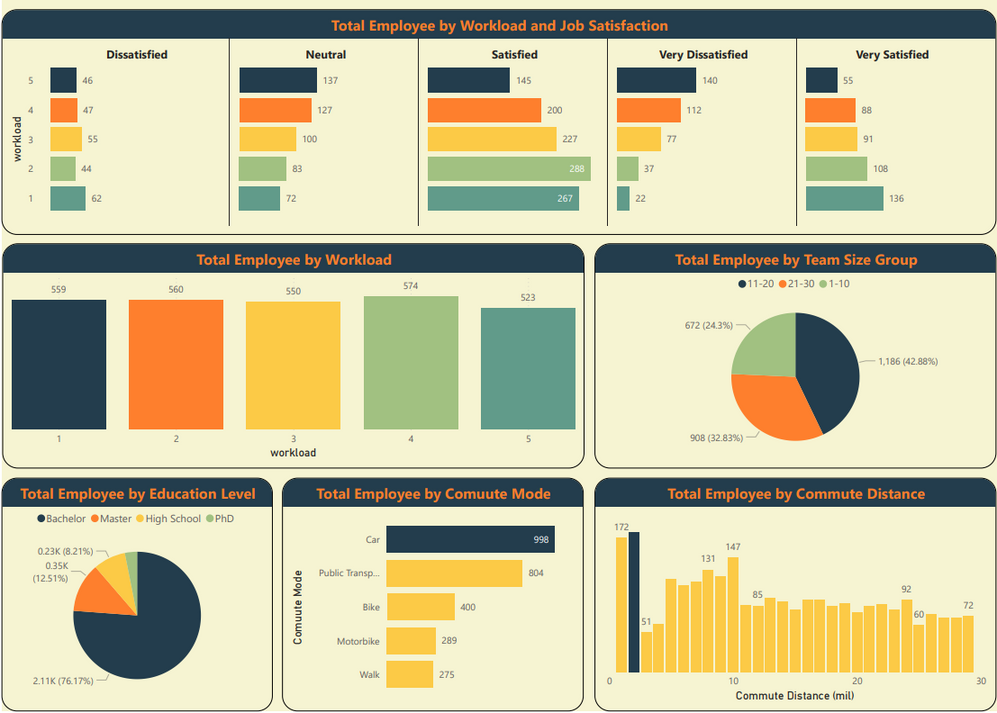 Total Employee by Workload and Job Satisfaction
Dissatisfied Neutral Satisfied Very Dissatisfied Very Satisfied
workload
5 46 137 145 140 55
4 47 127 200 112 88
3 55 100 227 77 91
2 44 83 288 37 108
1 62 72 267 22 136
Total Employee by Workload
559 560 550 574 523
1 2 3 4 5
workload
Total Employee by Team Size Group
11-20 21-30 1-10
672 (24.3%)
1,186 (42.88%)
908 (32.83%)
Total Employee by Education Level
Bachelor Master High School PhD
0.23K (8.21%)
0.35K
(12.51%)
2.11K (76.17%)
Total Employee by Comuute Mode
Comuute Mode
Car 998
Public Transp... 804
Bike 400
Motorbike 289
Walk 275
Total Employee by Commute Distance
172 51 131 147 85 92 60 72
0 10 20 30
Commute Distance (mil)